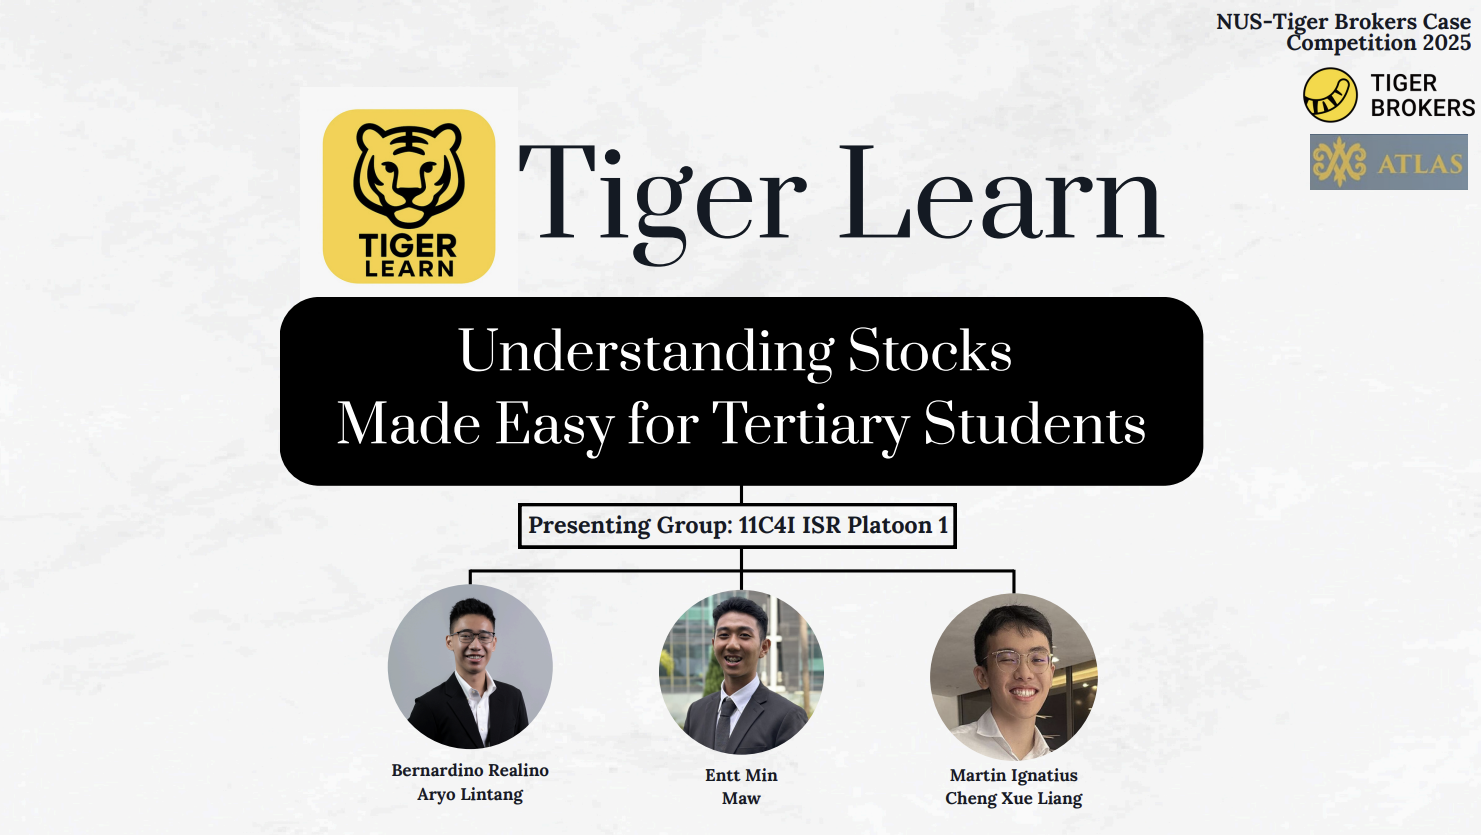 NUS-Tiger Brokers Case
Competition 2025
TIGER
BROKERS
ATLAS
TIGER
LEARN
Tiger Learn
Understanding Stocks
Made Easy for Tertiary Students
Presenting Group: 11C4I ISR Platoon 1
Bernardino Realino
Aryo Lintang
Entt Min
Maw
Martin Ignatius
Cheng Xue Liang